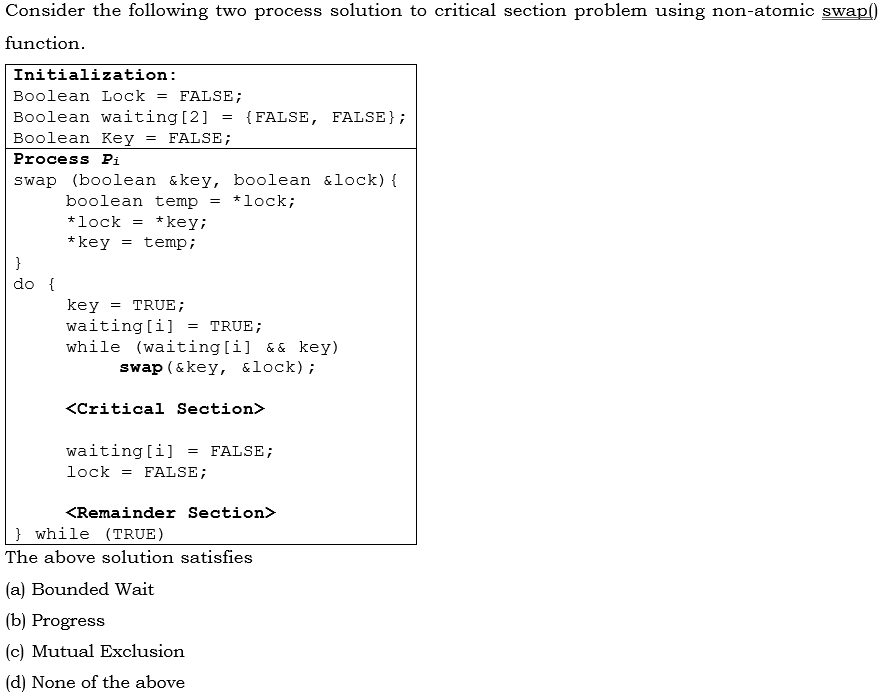 Consider the following two process solution to critical section problem using non-atomic swap()
function.
Initialization:
Boolean Lock = FALSE;
Boolean waiting[2] = {FALSE, FALSE};
Boolean Key = FALSE;
Process Pi
swap (boolean &key, boolean &lock){
boolean temp = *lock;
*lock = *key;
*key = temp;
}
do {
key = TRUE;
waiting[i] = TRUE;
while (waiting[i] && key)
swap(&key, &lock);
<Critical Section>
waiting[i] = FALSE;
lock = FALSE;
<Remainder Section>
} while (TRUE)
The above solution satisfies
(a) Bounded Wait
(b) Progress
(c) Mutual Exclusion
(d) None of the above